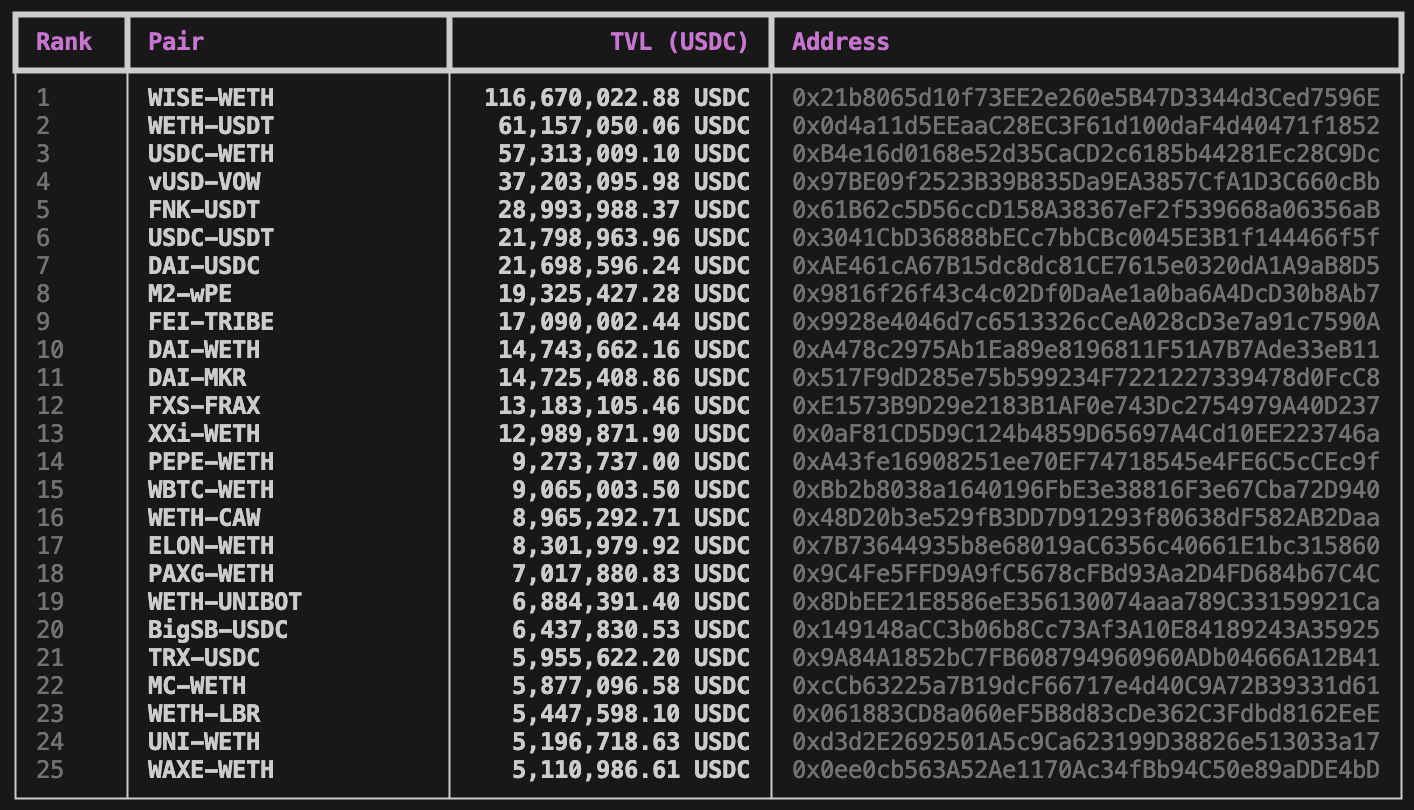 Rank Pair TVL (USDC) Address
1 WISE-WETH 116,670,022.88 USDC 0x21b8065d10f73EE2e260e5B47D3344d3Ced7596E
2 WETH-USDT 61,157,050.06 USDC 0x0d4a11d5EEaaC28EC3F61d100daF4d40471f1852
3 USDC-WETH 57,313,009.10 USDC 0xB4e16d0168e52d35CaCD2c6185b44281Ec28C9Dc
4 vUSD-VOW 37,203,095.98 USDC 0x97BE09f2523B39B835Da9EA3857CfA1D3C660cBb
5 FNK-USDT 28,993,988.37 USDC 0x61B62c5D56ccD158A38367eF2f539668a06356aB
6 USDC-USDT 21,798,963.96 USDC 0x3041CbD36888bECc7bbCBc0045E3B1f144466f5f
7 DAI-USDC 21,698,596.24 USDC 0xAE461cA67B15dc8dc81CE7615e0320dA1A9aB8D5
8 M2-wPE 19,325,427.28 USDC 0x9816f26f43c4c02Df0DaAe1a0ba6A4DcD30b8Ab7
9 FEI-TRIBE 17,090,002.44 USDC 0x9928e4046d7c6513326cCeA028cD3e7a91c7590A
10 DAI-WETH 14,743,662.16 USDC 0xA478c2975Ab1Ea89e8196811F51A7B7Ade33eB11
11 DAI-MKR 14,725,408.86 USDC 0x517F9dD285e75b599234F7221227339478d0FcC8
12 FXS-FRAX 13,183,105.46 USDC 0xE1573B9D29e2183B1AF0e743Dc2754979A40D237
13 XXi-WETH 12,989,871.90 USDC 0x0aF81CD5D9C124b4859D65697A4Cd10EE223746a
14 PEPE-WETH 9,273,737.00 USDC 0xA43fe16908251ee70EF74718545e4FE6C5cCEc9f
15 WBTC-WETH 9,065,003.50 USDC 0xBb2b8038a1640196FbE3e38816F3e67Cba72D940
16 WETH-CAW 8,965,292.71 USDC 0x48D20b3e529fB3DD7D91293f80638dF582AB2Daa
17 ELON-WETH 8,301,979.92 USDC 0x7B73644935b8e68019aC6356c40661E1bc315860
18 PAXG-WETH 7,017,880.83 USDC 0x9C4Fe5FFD9A9fC5678cFBd93Aa2D4FD684b67C4C
19 WETH-UNIBOT 6,884,391.40 USDC 0x8DbEE21E8586eE356130074aaa789C33159921Ca
20 BigSB-USDC 6,437,830.53 USDC 0x149148aCC3b06b8Cc73Af3A10E84189243A35925
21 TRX-USDC 5,955,622.20 USDC 0x9A84A1852bC7FB608794960960ADb04666A12B41
22 MC-WETH 5,877,096.58 USDC 0xcCb63225a7B19dcF66717e4d40C9A72B39331d61
23 WETH-LBR 5,447,598.10 USDC 0x061883CD8a060eF5B8d83cDe362C3Fdbd8162EeE
24 UNI-WETH 5,196,718.63 USDC 0xd3d2E2692501A5c9Ca623199D38826e513033a17
25 WAXE-WETH 5,110,986.61 USDC 0x0ee0cb563A52Ae1170Ac34fBb94C50e89aDDE4bD